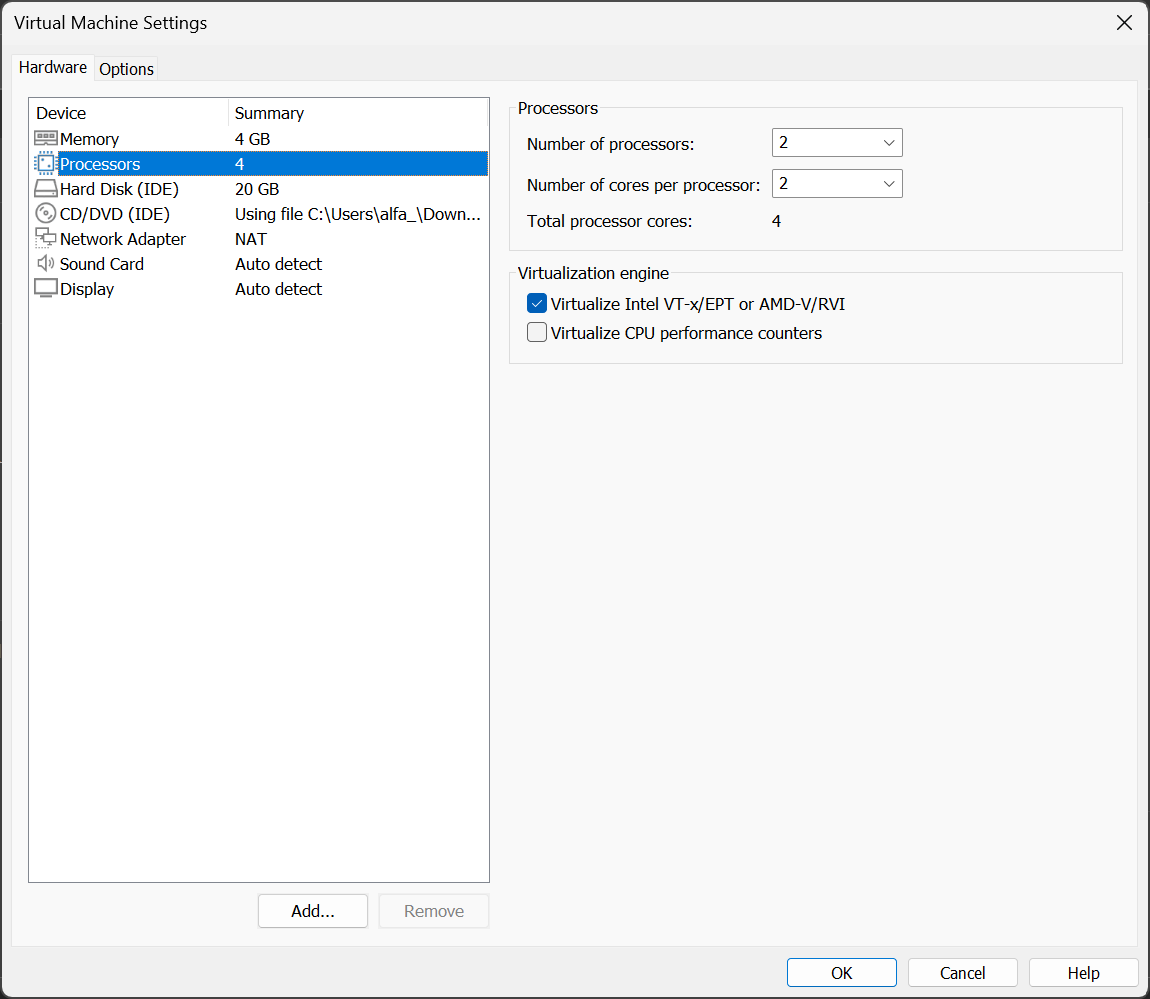 Virtual Machine Settings
Hardware Options
Device Summary
Memory 4 GB
Processors 4
Hard Disk (IDE) 20 GB
CD/DVD (IDE) Using file C:\Users\alfa_\Down...
Network Adapter NAT
Sound Card Auto detect
Display Auto detect
Add... Remove
Processors
Number of processors: 2
Number of cores per processor: 2
Total processor cores: 4
Virtualization engine
Virtualize Intel VT-x/EPT or AMD-V/RVI
Virtualize CPU performance counters
OK Cancel Help